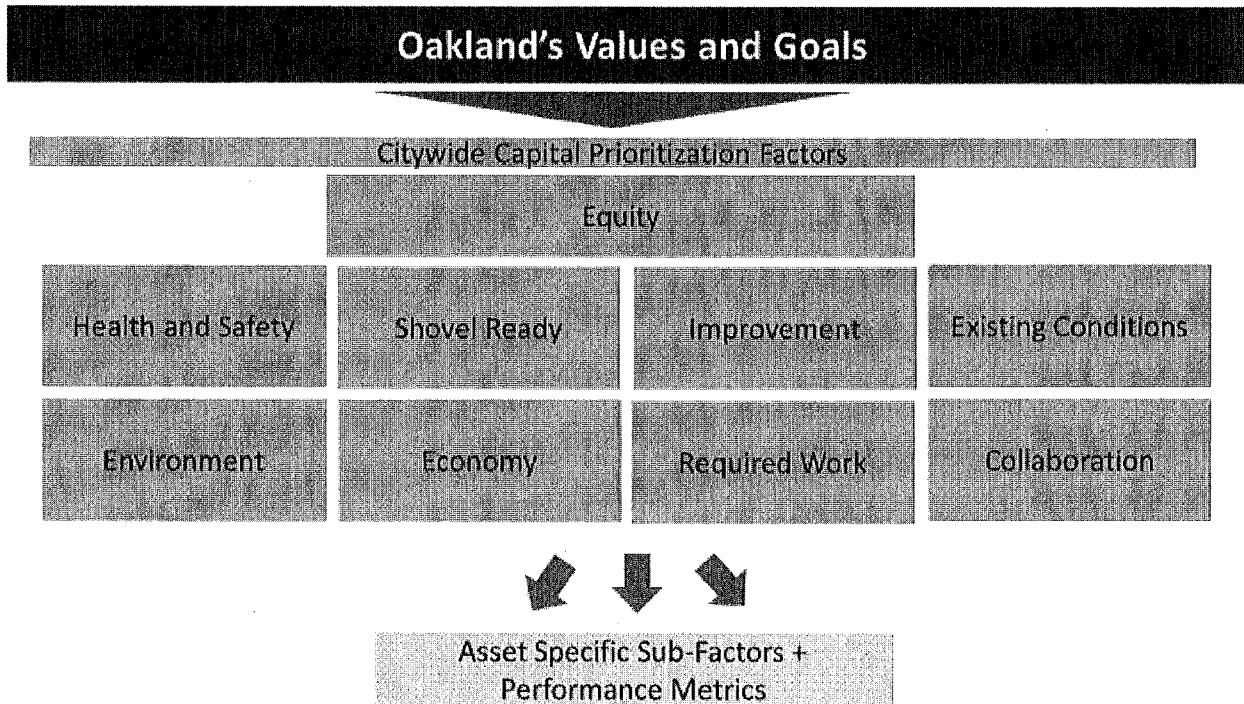 Oakland's Values and Goals
Citywide Capital Prioritization Factors
Equity
Health and Safety
Shovel Ready
Improvement
Existing Conditions
Environment
Economy
Required Work
Collaboration
Asset Specific Sub-Factors +
Performance Metrics